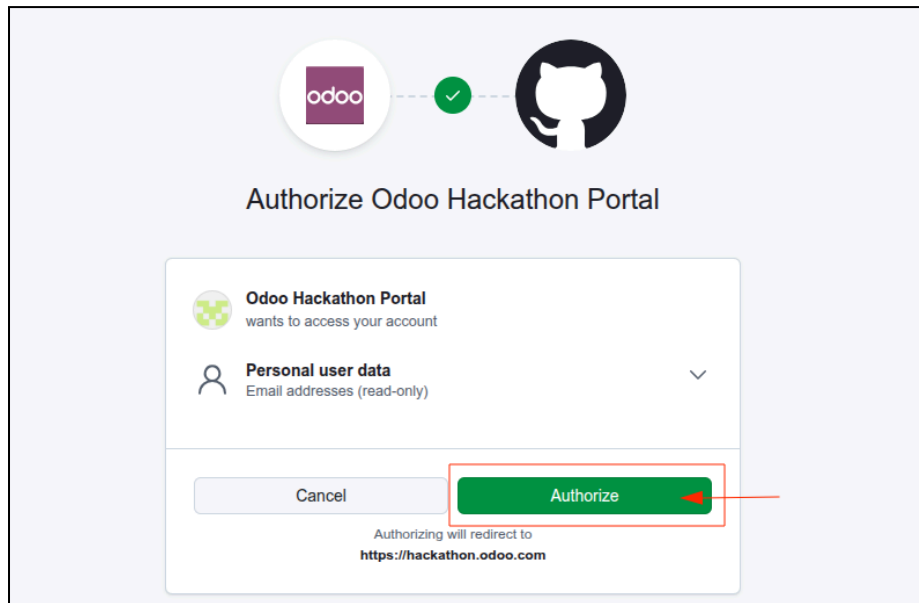 odoo
Authorize Odoo Hackathon Portal
Odoo Hackathon Portal
wants to access your account
Personal user data
Email addresses (read-only)
Cancel
Authorize
Authorizing will redirect to
https://hackathon.odoo.com